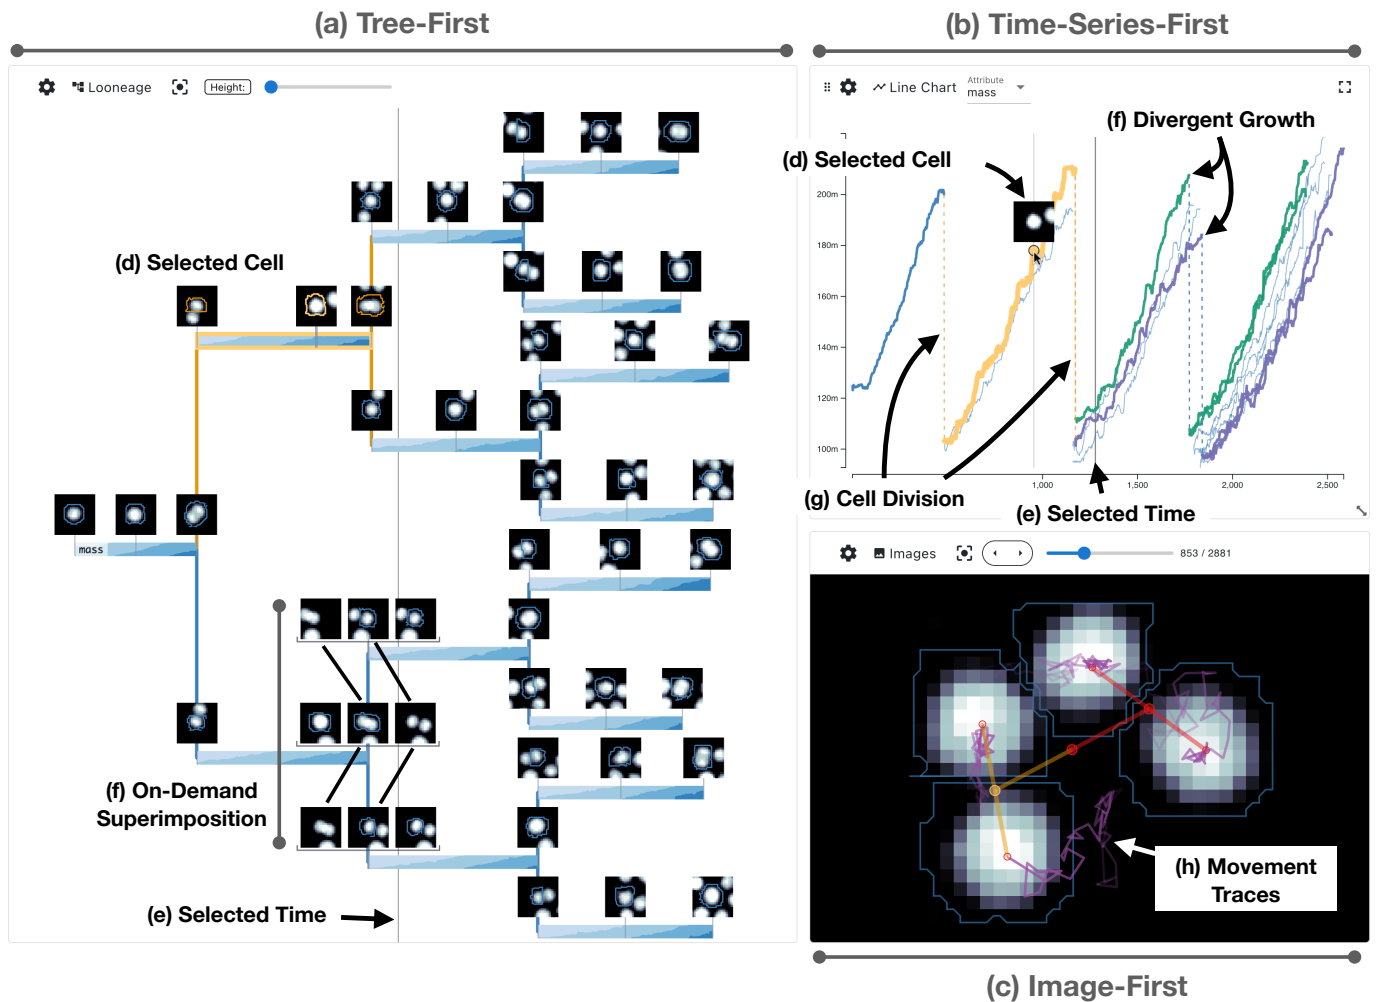 (a) Tree-First
(b) Time-Series-First
Looneage
Height:
Line Chart
Attribute
mass
(f) Divergent Growth
(d) Selected Cell
200m
180m
160m
140m
120m
100m
1,000
1,500
2,000
2,500
(g) Cell Division
(e) Selected Time
(d) Selected Cell
mass
(f) On-Demand
Superimposition
(e) Selected Time
Images
853 / 2881
(h) Movement
Traces
(c) Image-First